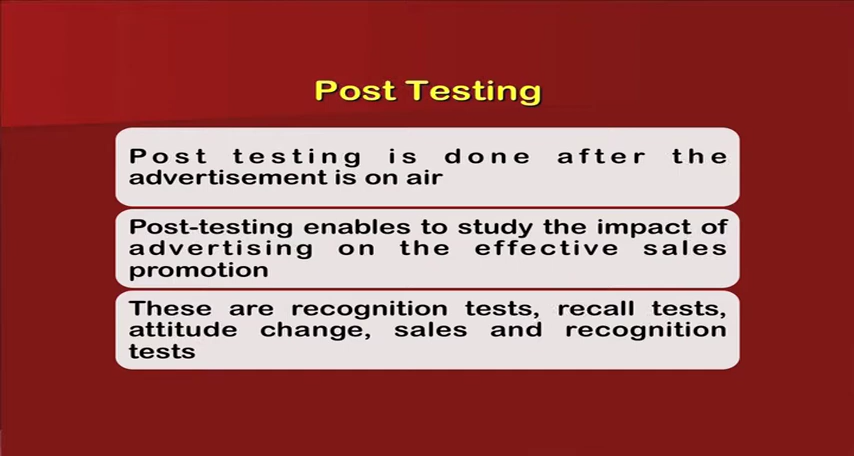 Post Testing
Post testing is done after the
advertisement is on air
Post-testing enables to study the impact of
advertising on the effective sales
promotion
These are recognition tests, recall tests,
attitude change, sales and recognition
tests